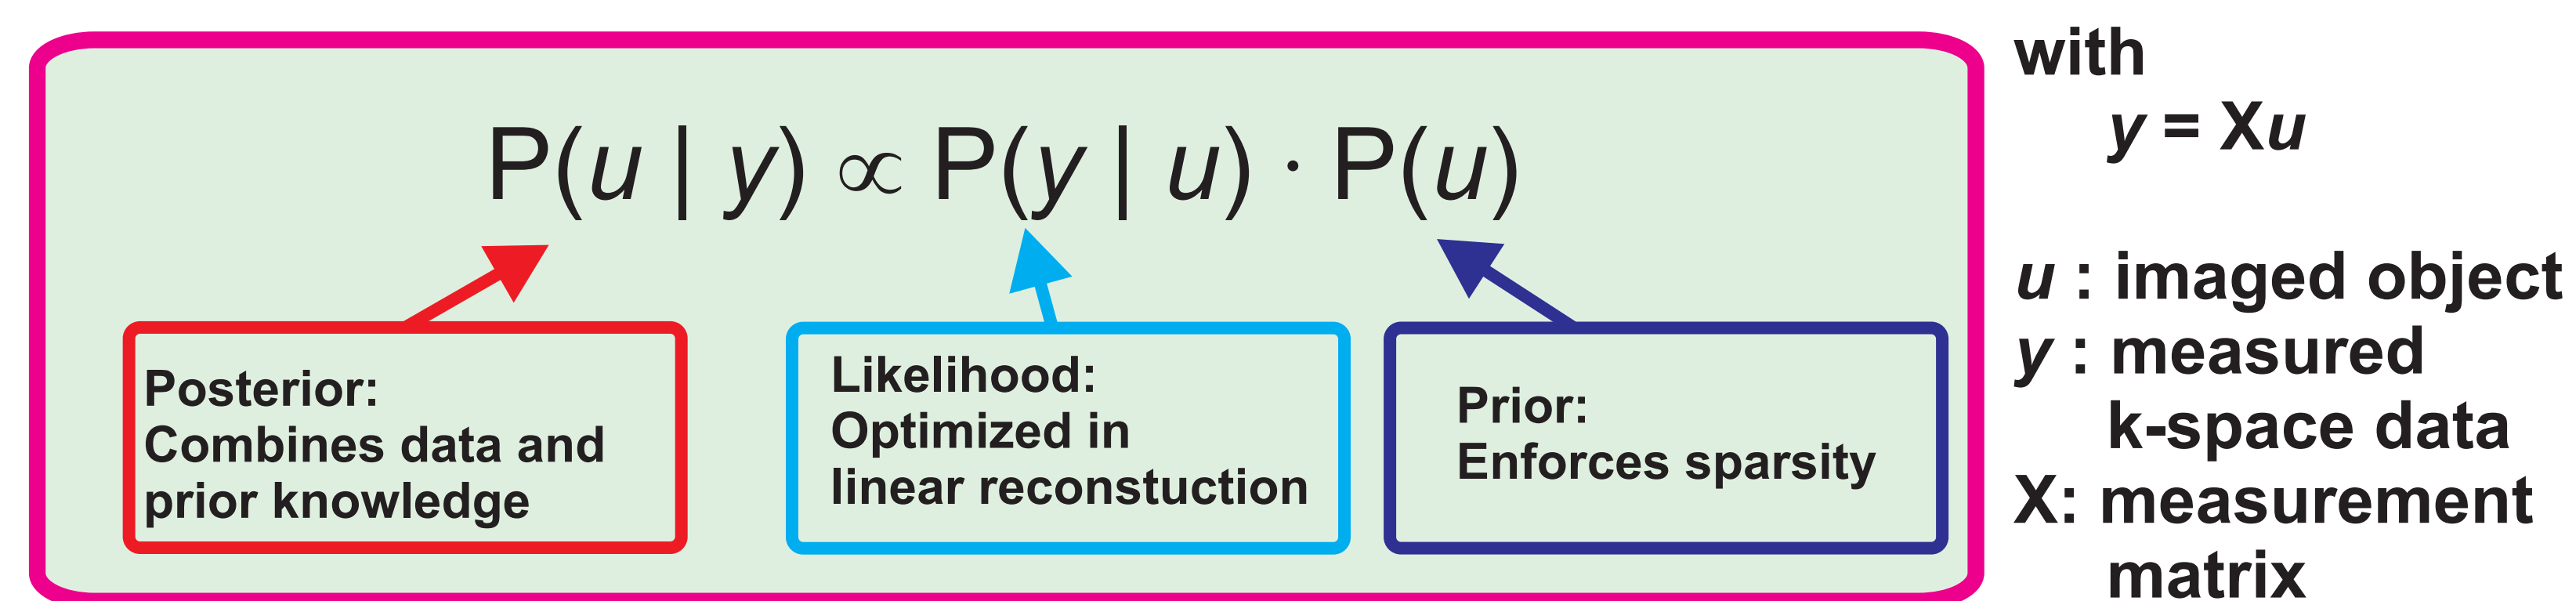 P(u | y) ∝ P(y | u) · P(u)
Posterior:
Combines data and
prior knowledge
Likelihood:
Optimized in
linear reconstuction
Prior:
Enforces sparsity
with
y = Xu
u : imaged object
y : measured
k-space data
X: measurement
matrix